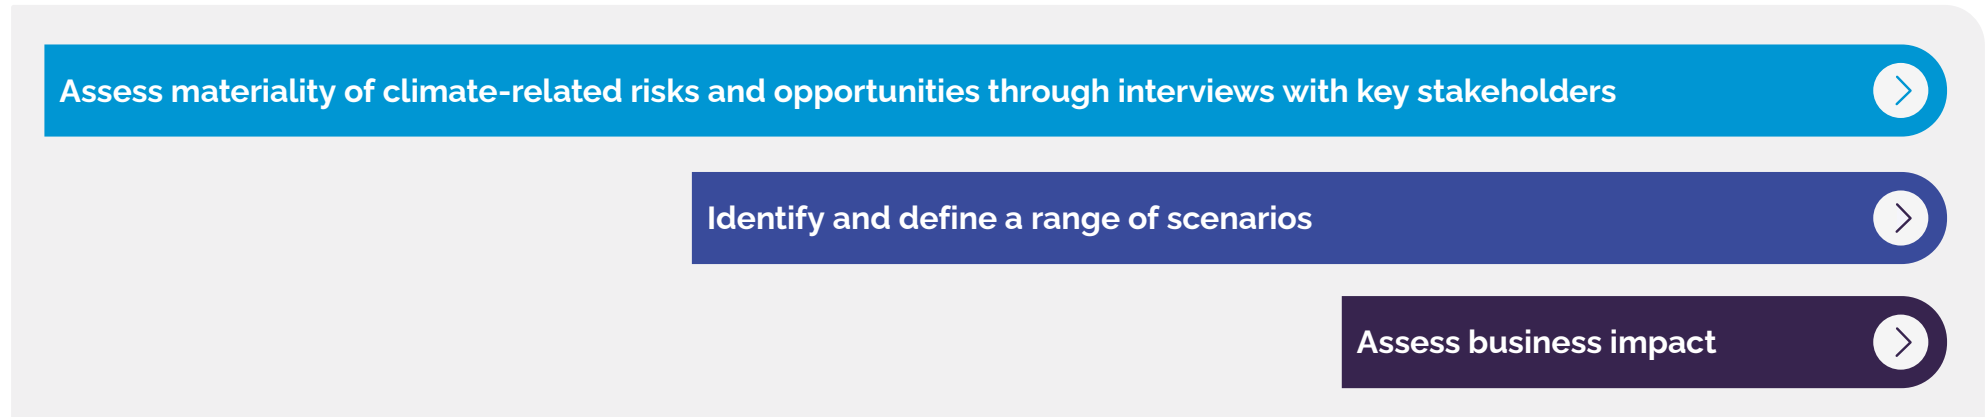 Assess materiality of climate-related risks and opportunities through interviews with key stakeholders
Identify and define a range of scenarios
Assess business impact